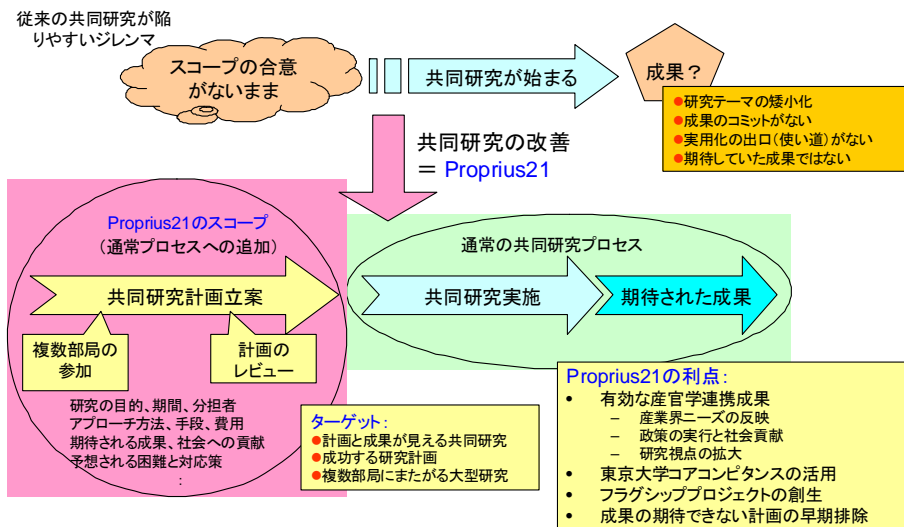 従来の共同研究が陥
りやすいジレンマ
スコープの合意
がないまま
共同研究が始まる
成果？
●研究テーマの矮小化
●成果のコミットがない
●実用化の出口（使い道）がない
●期待していた成果ではない
共同研究の改善
＝ Proprius21
Proprius21のスコープ
（通常プロセスへの追加）
共同研究計画立案
複数部局の
参加
計画の
レビュー
研究の目的、期間、分担者
アプローチ方法、手段、費用
期待される成果、社会への貢献
予想される困難と対応策
：
通常の共同研究プロセス
共同研究実施
期待された成果
ターゲット：
●計画と成果が見える共同研究
●成功する研究計画
●複数部局にまたがる大型研究
Proprius21の利点：
• 有効な産官学連携成果
– 産業界ニーズの反映
– 政策の実行と社会貢献
– 研究視点の拡大
• 東京大学コアコンピタンスの活用
• フラグシッププロジェクトの創生
• 成果の期待できない計画の早期排除